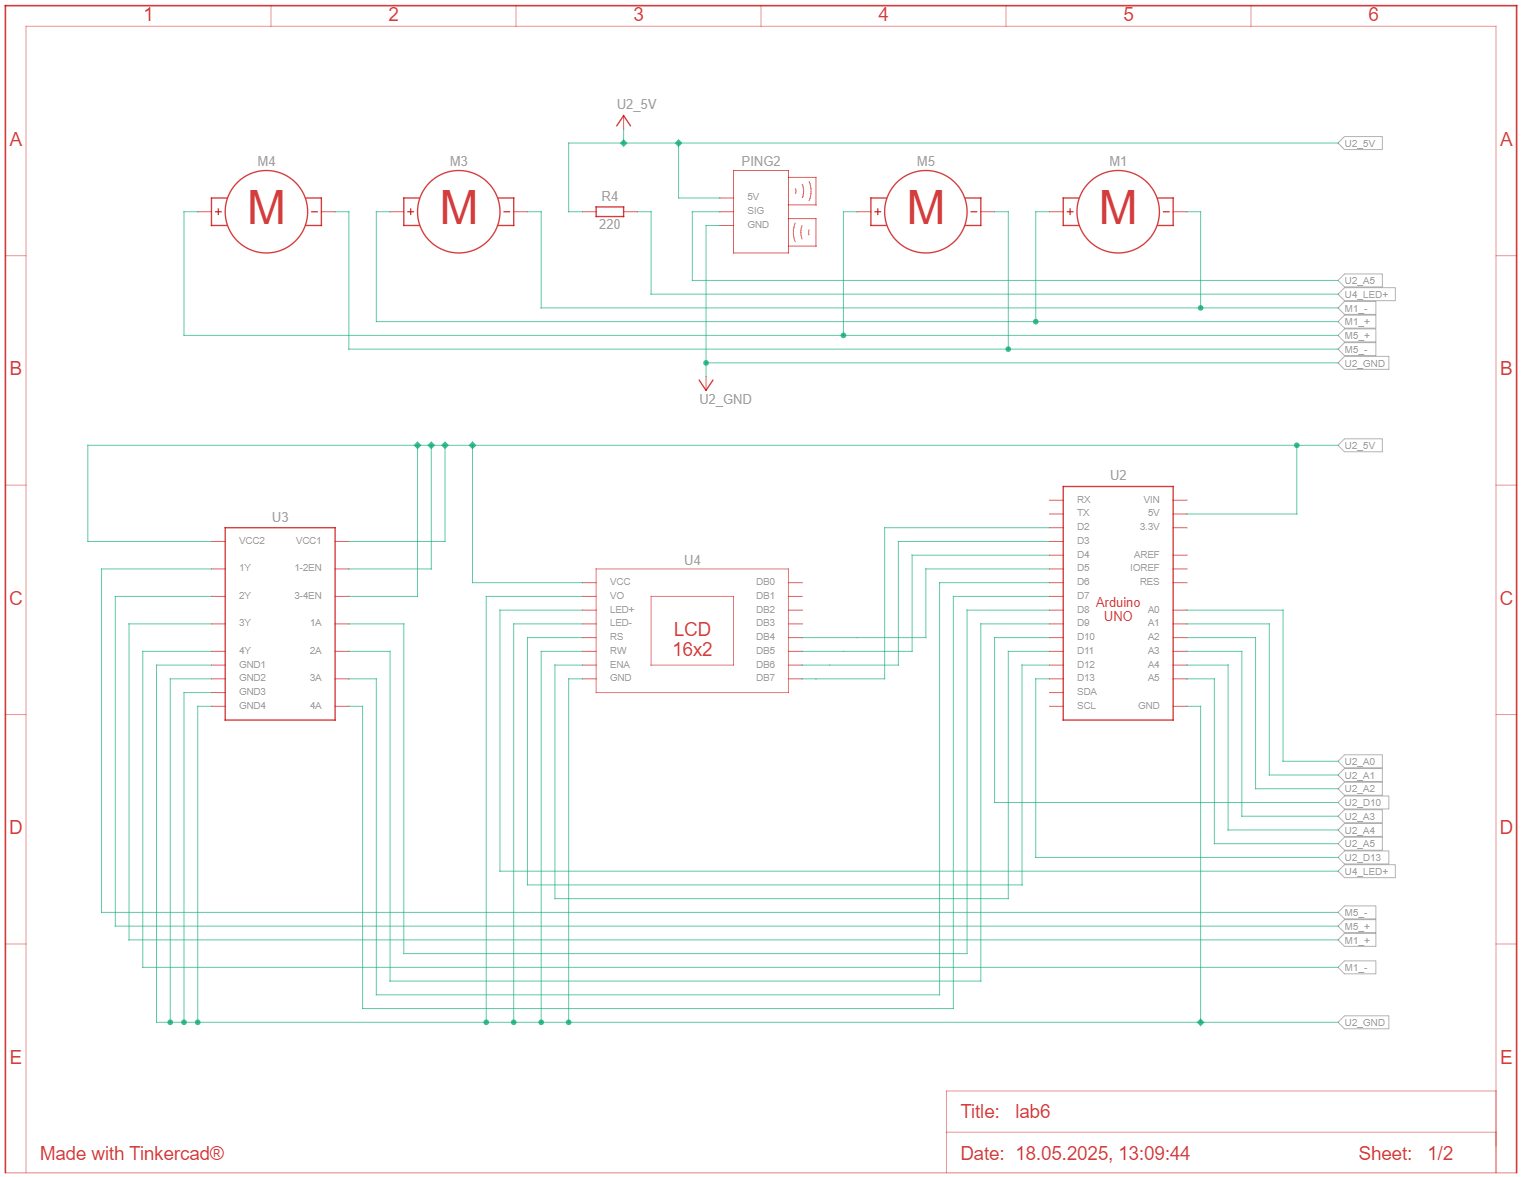 1 2 3 4 5 6
U2_5V
A A
U2_5V
M4 M3 PING2 M5 M1
R4
220
+ M - + M - + M - + M -
5V
SIG
GND
U2_A5
U4_LED+
M1_-
M1_+
M5_+
M5_-
U2_GND
B B
U2_GND
U2_5V
U3
VCC2 VCC1
1Y 1-2EN
2Y 3-4EN
3Y 1A
4Y 2A
GND1
GND2 3A
GND3
GND4 4A
U4
VCC DB0
VO DB1
LED+ DB2
LED- DB3
RS DB4
RW DB5
ENA DB6
GND DB7
LCD
16x2
U2
RX VIN
TX 5V
D2 3.3V
D3
D4 AREF
D5 IOREF
D6 RES
D7
D8 A0
D9 A1
D10 A2
D11 A3
D12 A4
D13 A5
SDA
SCL GND
Arduino
UNO
C C
U2_A0
U2_A1
U2_A2
U2_D10
U2_A3
U2_A4
U2_A5
U2_D13
U4_LED+
D D
M5_-
M5_+
M1_+
M1_-
U2_GND
E E
Title: lab6
Made with Tinkercad®
Date: 18.05.2025, 13:09:44 Sheet: 1/2